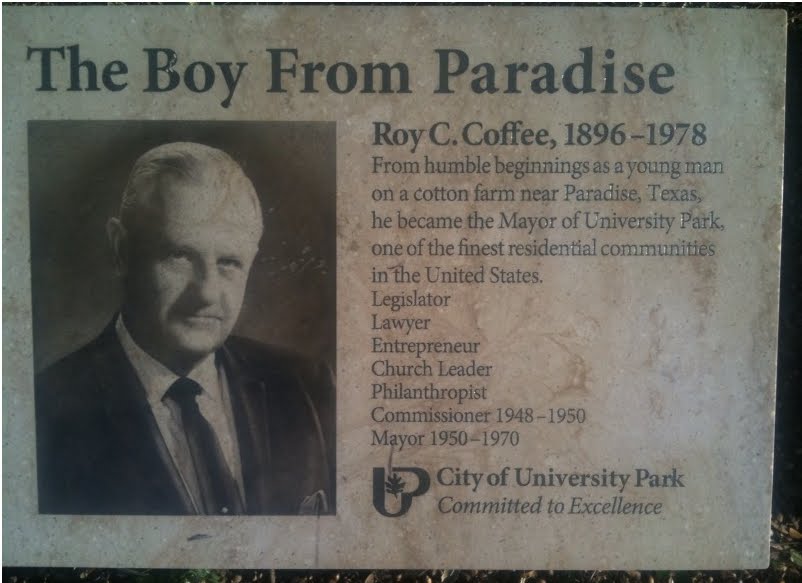 The Boy From Paradise
Roy C. Coffee, 1896–1978
From humble beginnings as a young man
on a cotton farm near Paradise, Texas,
he became the Mayor of University Park,
one of the finest residential communities
in the United States.
Legislator
Lawyer
Entrepreneur
Church Leader
Philanthropist
Commissioner 1948–1950
Mayor 1950–1970
UP
City of University Park
Committed to Excellence